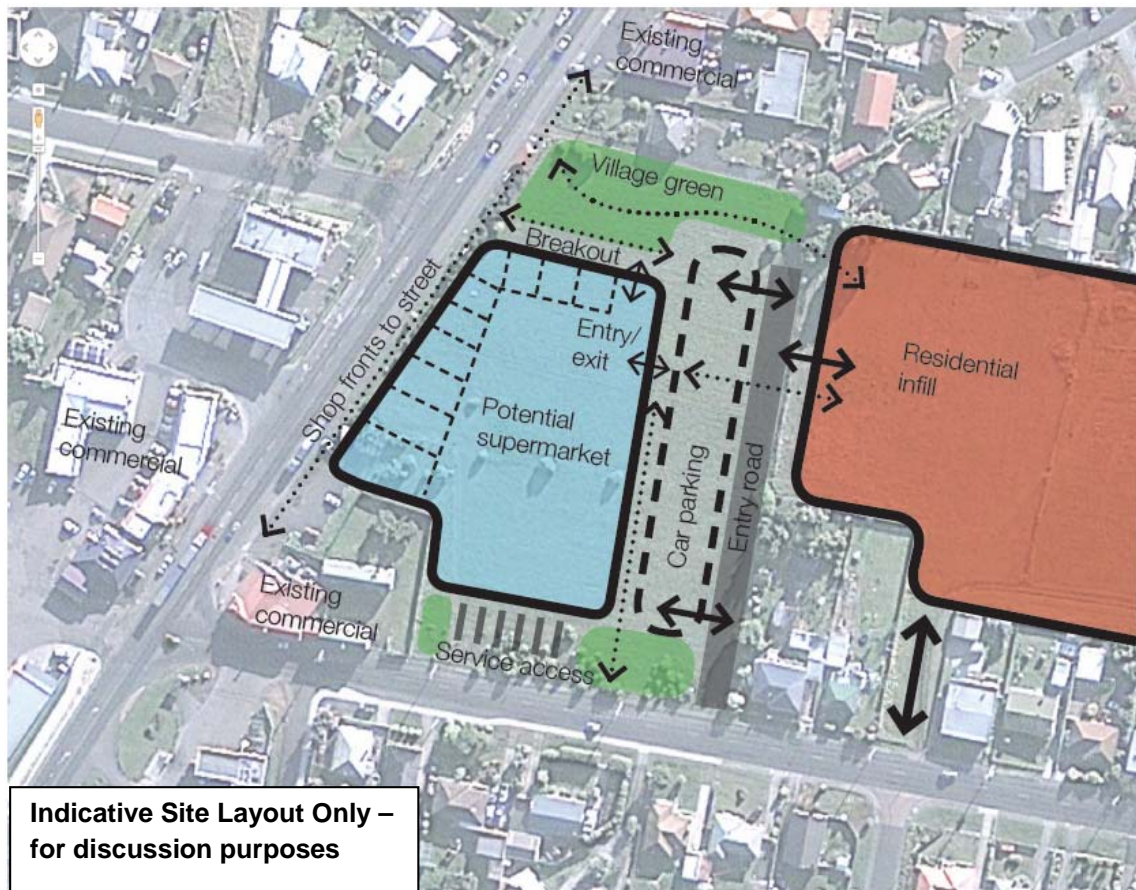 Existing
commercial
Village green
Breakout
Shop fronts to street
Entry/
exit
Residential
infill
Potential
supermarket
Existing
commercial
Car parking
Entry road
Existing
commercial
Service access
Indicative Site Layout Only –
for discussion purposes